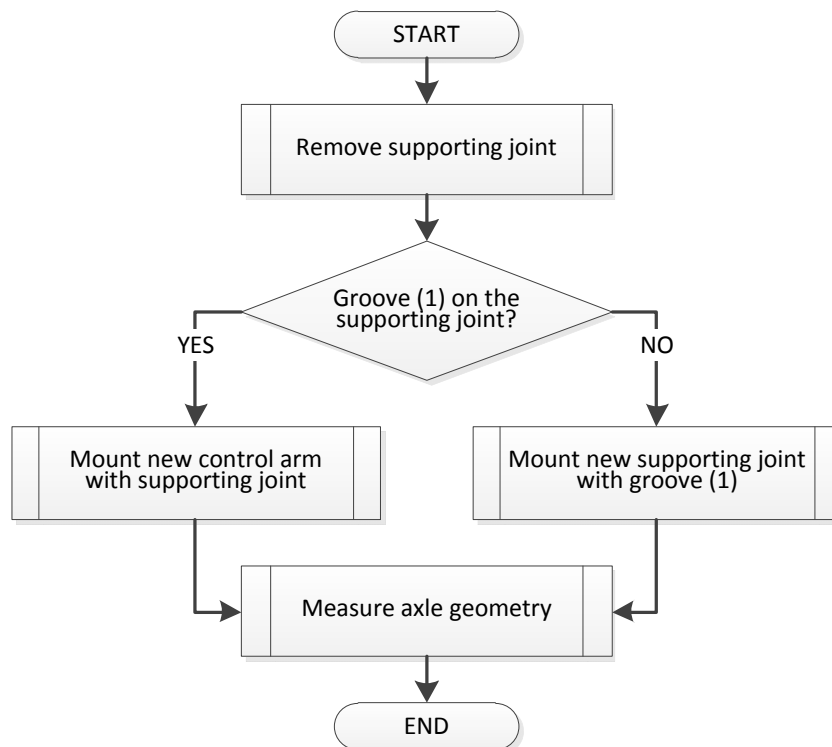 START
Remove supporting joint
Groove (1) on the
supporting joint?
YES
NO
Mount new control arm
with supporting joint
Mount new supporting joint
with groove (1)
Measure axle geometry
END